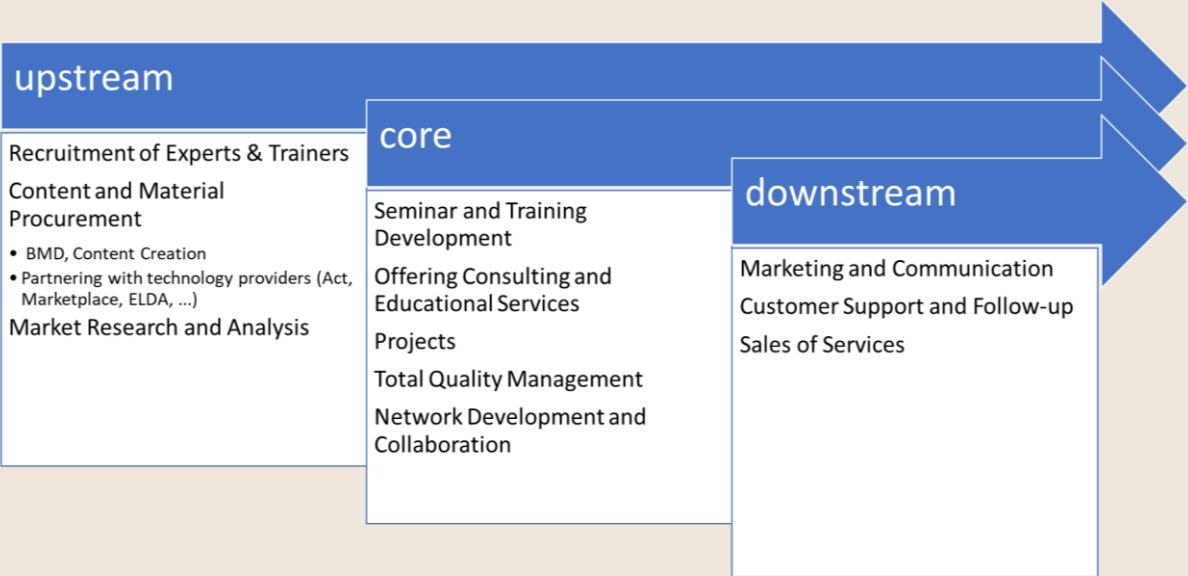 upstream
Recruitment of Experts & Trainers
Content and Material
Procurement
• BMD, Content Creation
• Partnering with technology providers (Act,
Marketplace, ELDA, ...)
Market Research and Analysis
core
Seminar and Training
Development
Offering Consulting and
Educational Services
Projects
Total Quality Management
Network Development and
Collaboration
downstream
Marketing and Communication
Customer Support and Follow-up
Sales of Services